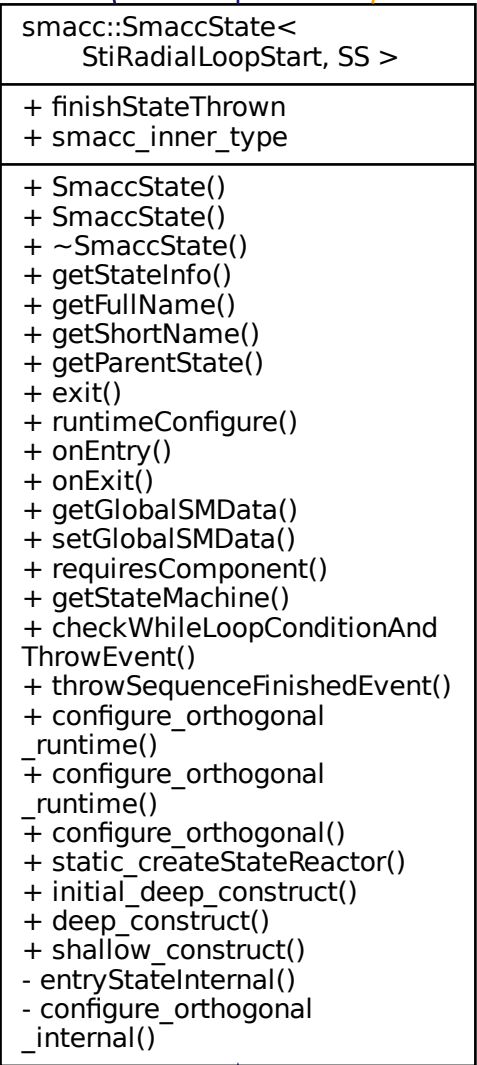 smacc::SmaccState<
StiRadialLoopStart, SS >
+ finishStateThrown
+ smacc_inner_type
+ SmaccState()
+ SmaccState()
+ ~SmaccState()
+ getStateInfo()
+ getFullName()
+ getShortName()
+ getParentState()
+ exit()
+ runtimeConfigure()
+ onEntry()
+ onExit()
+ getGlobalSMData()
+ setGlobalSMData()
+ requiresComponent()
+ getStateMachine()
+ checkWhileLoopConditionAnd
ThrowEvent()
+ throwSequenceFinishedEvent()
+ configure_orthogonal
_runtime()
+ configure_orthogonal
_runtime()
+ configure_orthogonal()
+ static_createStateReactor()
+ initial_deep_construct()
+ deep_construct()
+ shallow_construct()
- entryStateInternal()
- configure_orthogonal
_internal()